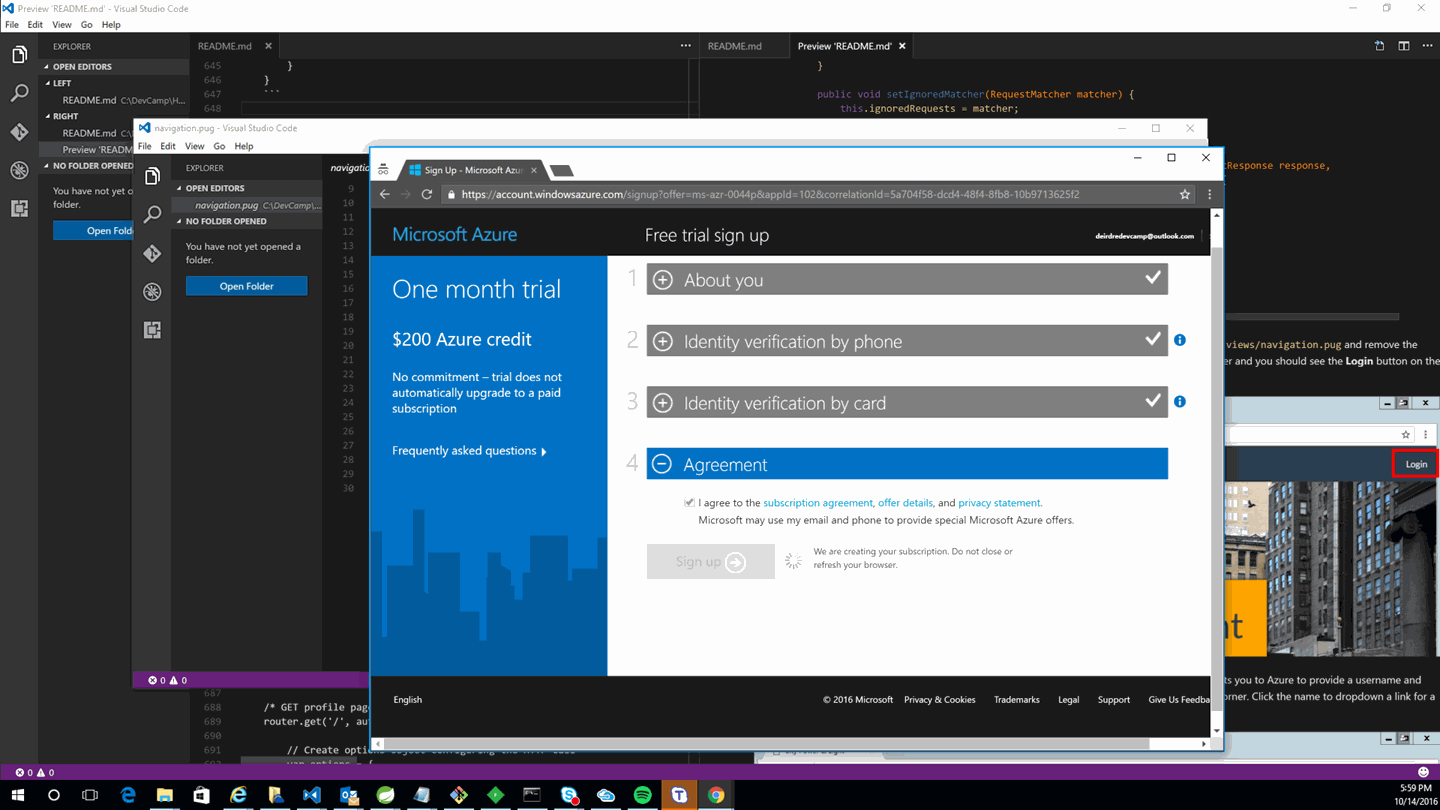 Preview 'README.md' - Visual Studio Code
File Edit View Go Help
EXPLORER
OPEN EDITORS
LEFT
README.md C:\DevCamp\H...
RIGHT
README.md C:\DevCamp\H...
Preview 'READM
NO FOLDER OPENED
You have not yet o
folder.
Open Fold
README.md
645 }
646 }
647 ```
648
README.md
Preview 'README.md'
}
public void setIgnoredMatcher(RequestMatcher matcher) {
this.ignoredRequests = matcher;
tResponse response,
views/navigation.pug and remove the
er and you should see the Login button on the
Login
nt
ts you to Azure to provide a username and
orner. Click the name to dropdown a link for a
navigation.pug - Visual Studio Code
File Edit View Go Help
EXPLORER
OPEN EDITORS
navigation.pug C:\DevCamp\,...
NO FOLDER OPENED
You have not yet opened a
folder.
Open Folder
navigatio
9
10
11
12
13
14
15
16
17
18
19
20
21
22
23
24
25
26
27
28
29
30
0 0
Sign Up - Microsoft Azur
https://account.windowsazure.com/signup?offer=ms-azr-0044p&appId=102&correlationId=5a704f58-dcd4-48f4-8fb8-10b9713625f2
Microsoft Azure
Free trial sign up
deirdredevcamp@outlook.com
One month trial
$200 Azure credit
No commitment – trial does not
automatically upgrade to a paid
subscription
Frequently asked questions
1 About you
2 Identity verification by phone
3 Identity verification by card
4 Agreement
I agree to the subscription agreement, offer details, and privacy statement.
Microsoft may use my email and phone to provide special Microsoft Azure offers.
Sign up
We are creating your subscription. Do not close or
refresh your browser.
English
© 2016 Microsoft Privacy & Cookies Trademarks Legal Support Give Us Feedba
687
688 /* GET profile pag
689 router.get('/', au
690
691 // Create option
0 0
5:59 PM
10/14/2016